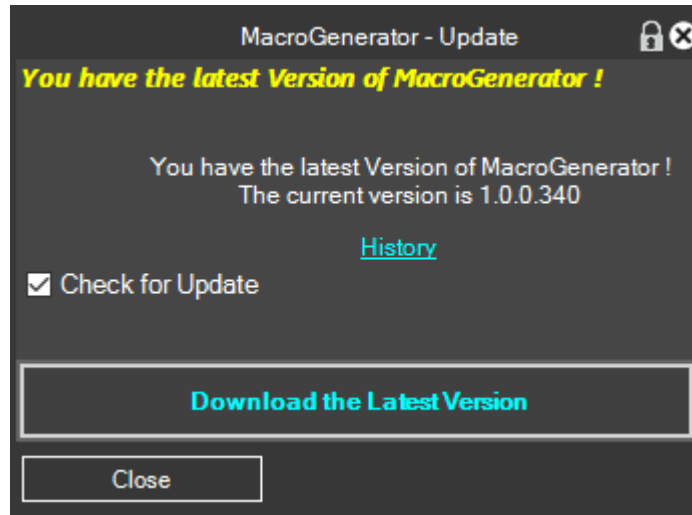 MacroGenerator - Update
You have the latest Version of MacroGenerator !
You have the latest Version of MacroGenerator !
The current version is 1.0.0.340
History
Check for Update
Download the Latest Version
Close